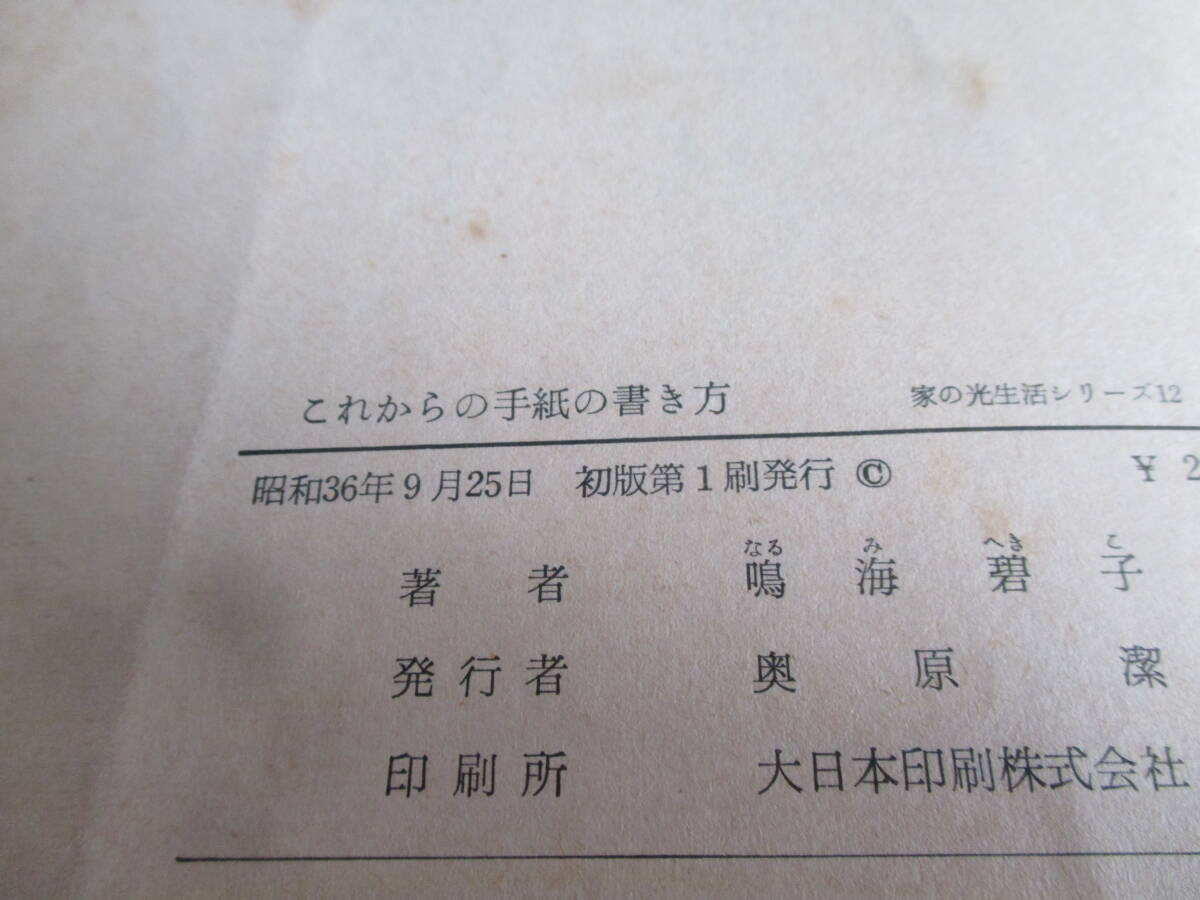 これからの手紙の書き方　家の光生活シリーズ12
昭和36年9月25日　初版第1刷発行 ©　¥ 2
なる　み　へき　こ
著　者　鳴　海　碧　子
発行者　奥　原　潔
印刷所　大日本印刷株式会社